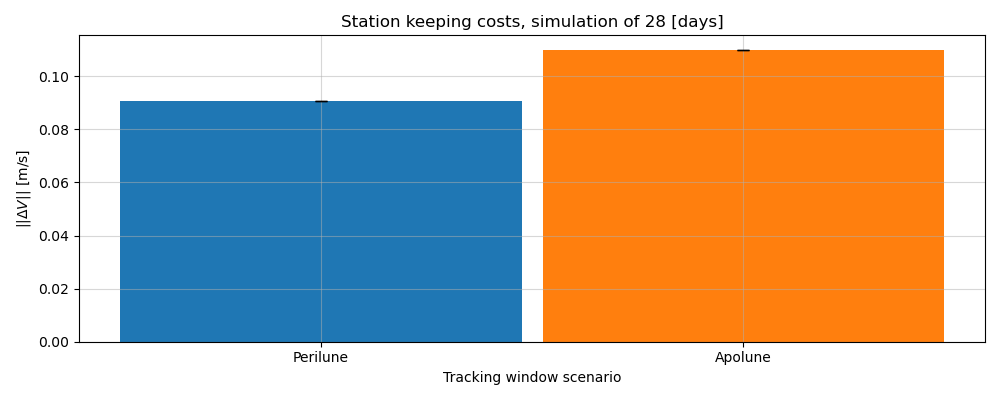 Station keeping costs, simulation of 28 [days]
||ΔV|| [m/s]
0.10
0.08
0.06
0.04
0.02
0.00
Perilune
Apolune
Tracking window scenario